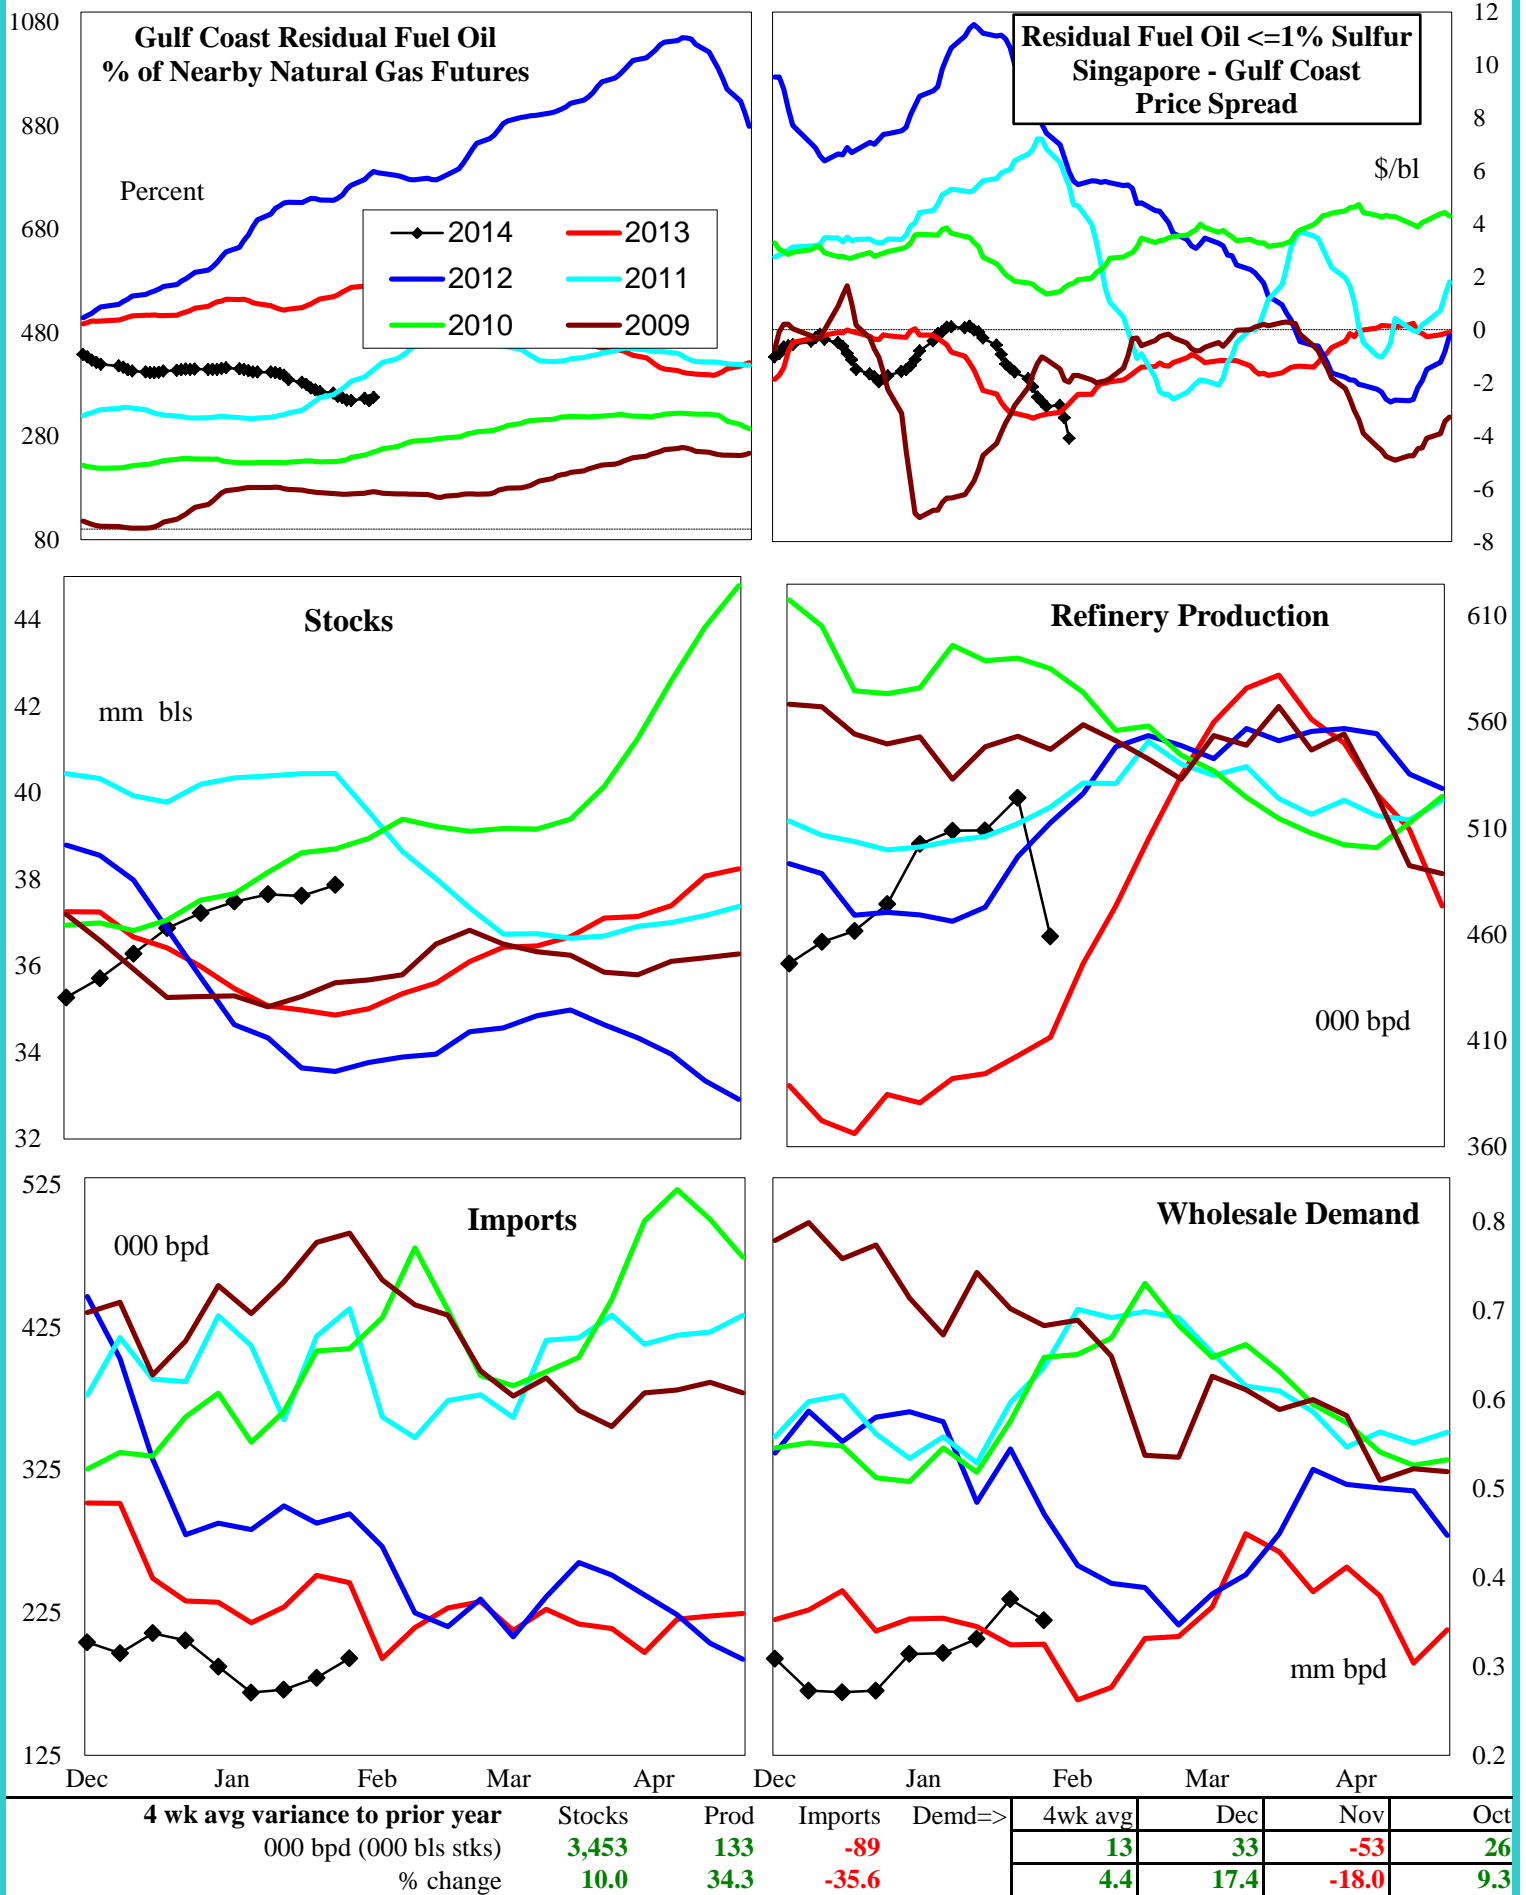 Gulf Coast Residual Fuel Oil
% of Nearby Natural Gas Futures
Percent
1080
880
680
480
280
80
2014
2013
2012
2011
2010
2009
Residual Fuel Oil <=1% Sulfur
Singapore - Gulf Coast
Price Spread
$/bl
12
10
8
6
4
2
0
-2
-4
-6
-8
Stocks
mm bls
44
42
40
38
36
34
32
Refinery Production
000 bpd
610
560
510
460
410
360
Imports
000 bpd
525
425
325
225
125
Dec Jan Feb Mar Apr
Wholesale Demand
mm bpd
0.8
0.7
0.6
0.5
0.4
0.3
0.2
Dec Jan Feb Mar Apr
4 wk avg variance to prior year Stocks Prod Imports Demd=> 4wk avg Dec Nov Oct
000 bpd (000 bls stks) 3,453 133 -89 13 33 -53 26
% change 10.0 34.3 -35.6 4.4 17.4 -18.0 9.3